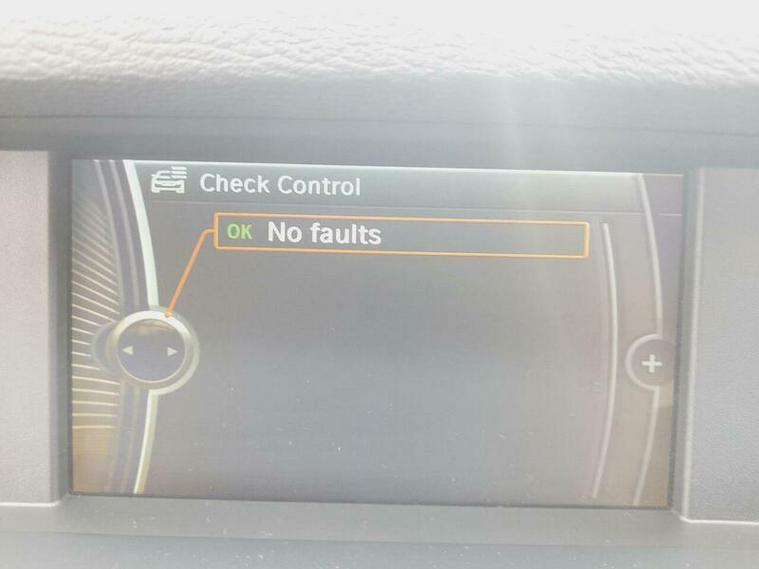 Check Control
OK No faults
+